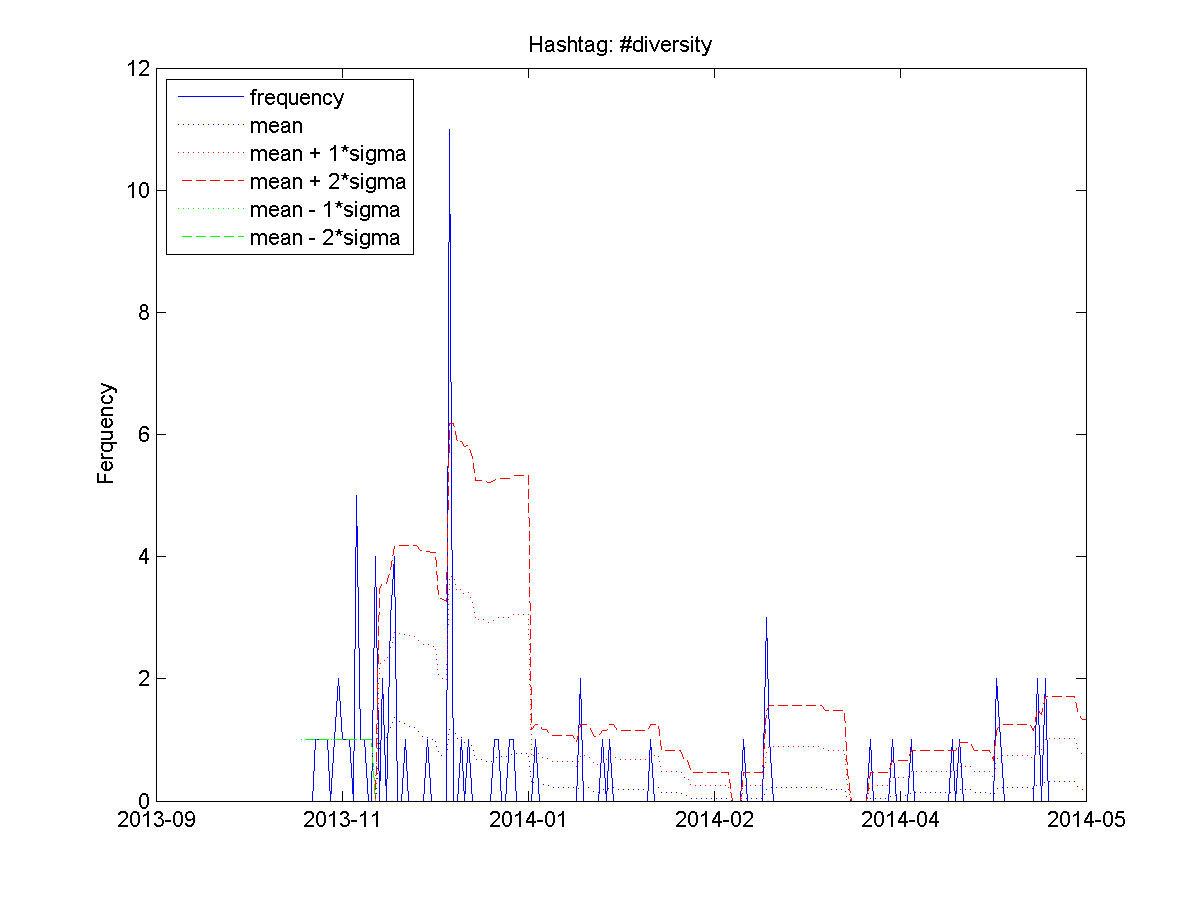 Hashtag: #diversity
12
10
8
6
4
2
0
Ferquency
frequency
mean
mean + 1*sigma
mean + 2*sigma
mean - 1*sigma
mean - 2*sigma
2013-09 2013-11 2014-01 2014-02 2014-04 2014-05